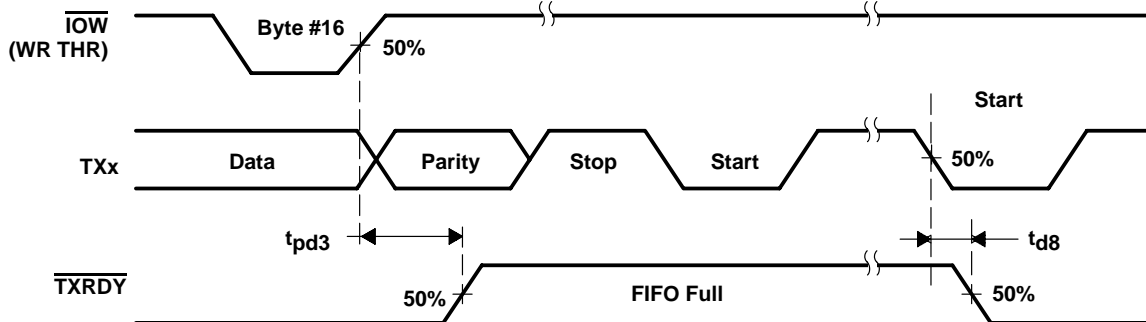 IOW
(WR THR)
Byte #16
50%
Start
TXx
Data
Parity
Stop
Start
50%
tpd3
td8
TXRDY
50%
FIFO Full
50%